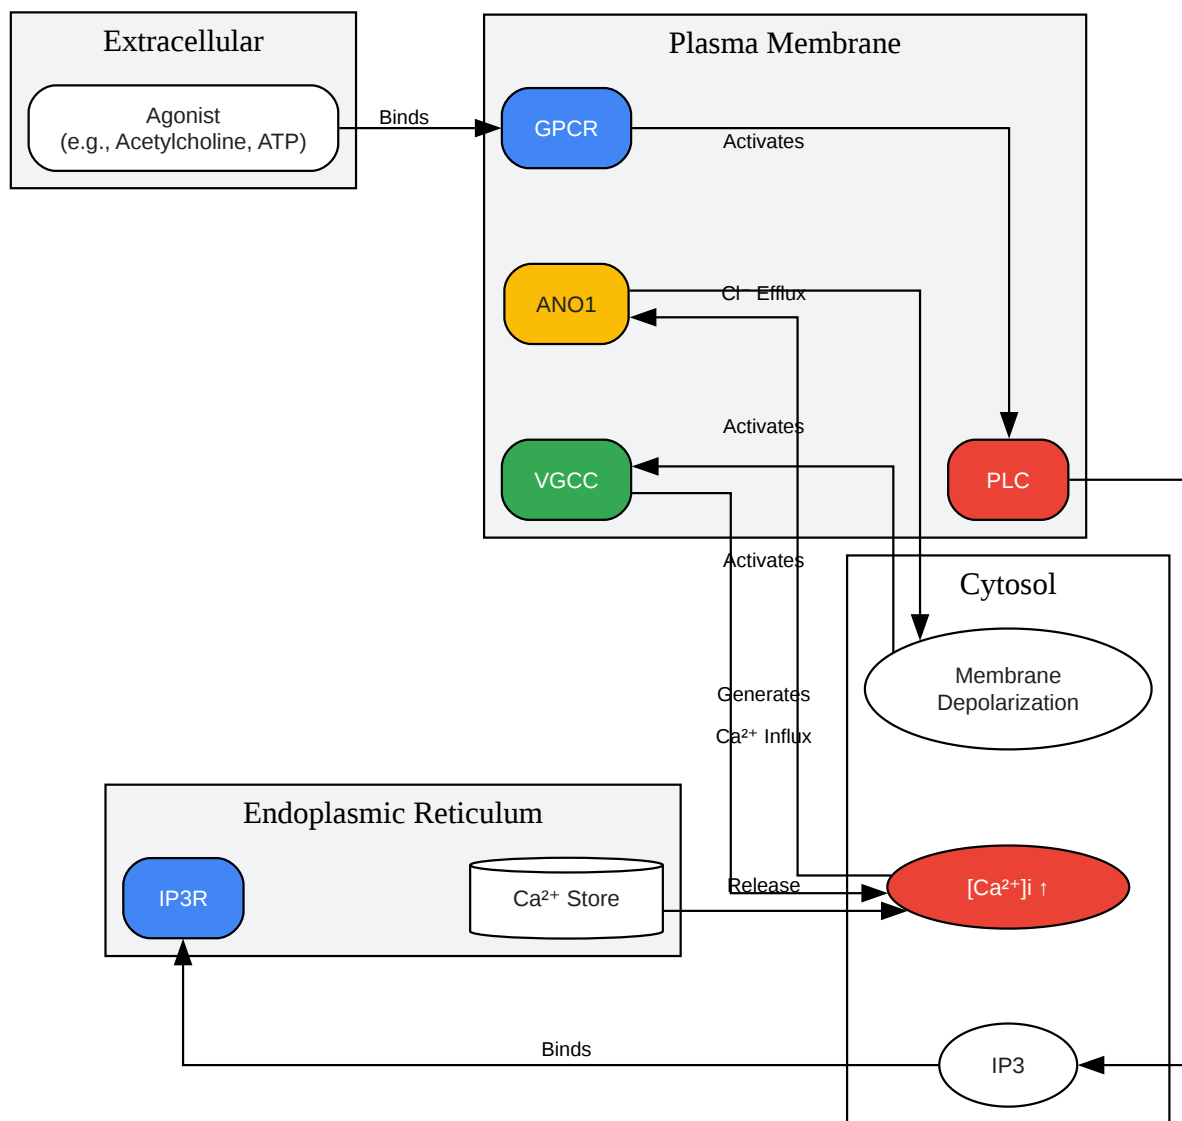 Extracellular
Plasma Membrane
Agonist
(e.g., Acetylcholine, ATP)
Binds
GPCR
Activates
ANO1
Cl⁻ Efflux
Activates
VGCC
PLC
Activates
Cytosol
Membrane
Depolarization
Generates
Ca²⁺ Influx
Endoplasmic Reticulum
IP3R
Ca²⁺ Store
Release
[Ca²⁺]i ↑
Binds
IP3